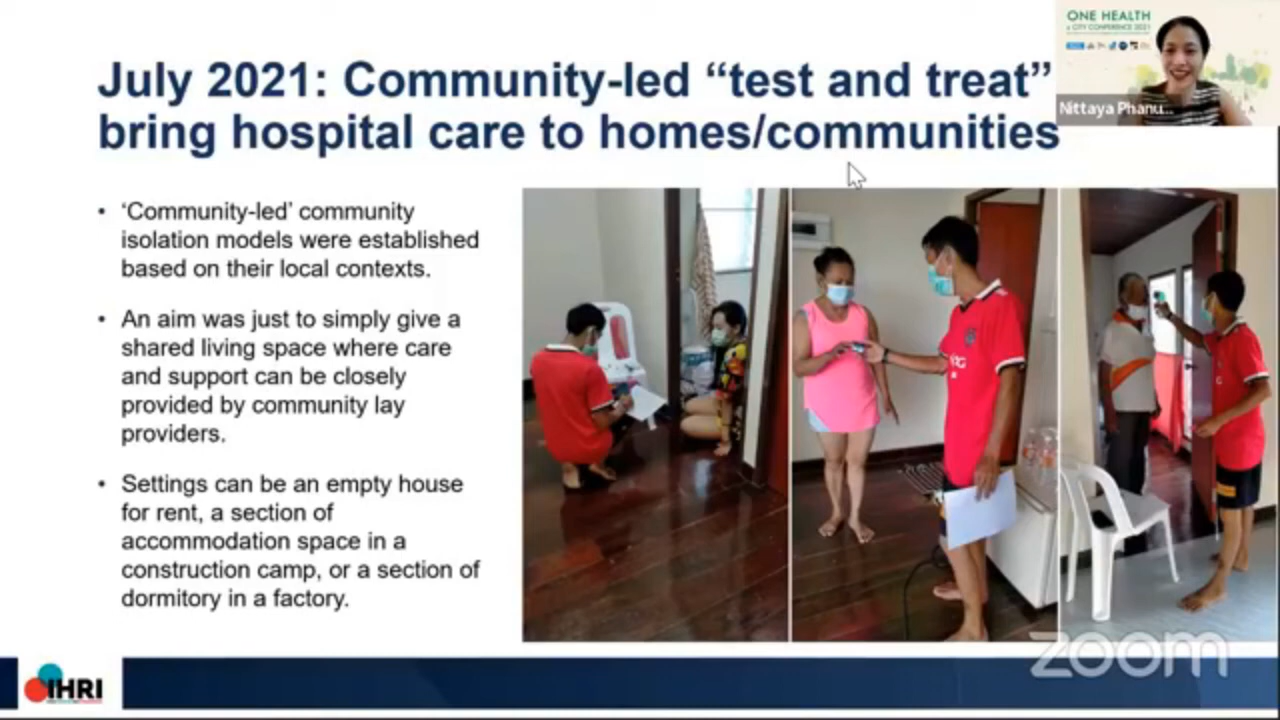 ONE HEALTH
CITY CONFERENCE 2021
Nittaya Phanu...
July 2021: Community-led “test and treat”
bring hospital care to homes/communities
• ‘Community-led’ community
isolation models were established
based on their local contexts.
• An aim was just to simply give a
shared living space where care
and support can be closely
provided by community lay
providers.
• Settings can be an empty house
for rent, a section of
accommodation space in a
construction camp, or a section of
dormitory in a factory.
IHRI
zoom